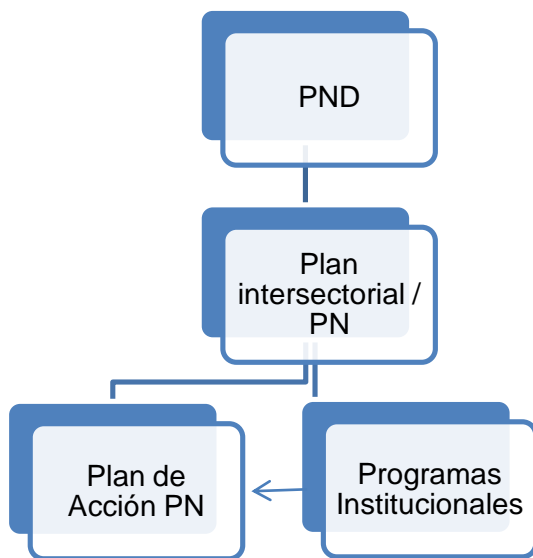 PND
Plan
intersectorial /
PN
Plan de
Acción PN
Programas
Institucionales